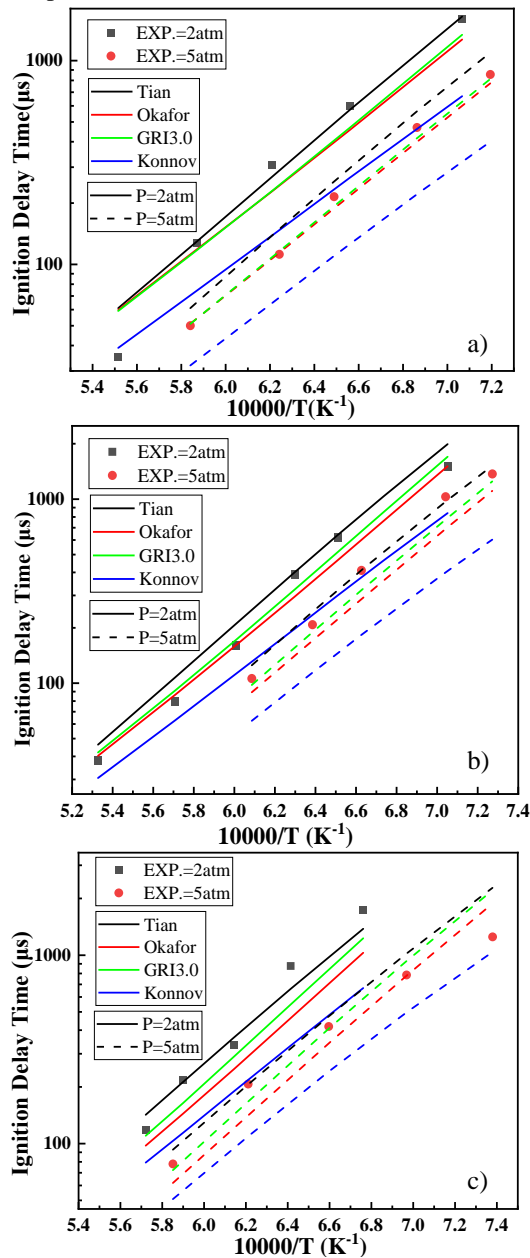 EXP.=2atm
EXP.=5atm
Tian
Okafor
GRI3.0
Konnov
P=2atm
P=5atm
1000
100
Ignition Delay Time(μs)
a)
5.4 5.6 5.8 6.0 6.2 6.4 6.6 6.8 7.0 7.2
10000/T(K-1)
EXP.=2atm
EXP.=5atm
Tian
Okafor
GRI3.0
Konnov
P=2atm
P=5atm
1000
100
Ignition Delay Time (μs)
b)
5.2 5.4 5.6 5.8 6.0 6.2 6.4 6.6 6.8 7.0 7.2 7.4
10000/T (K-1)
EXP.=2atm
EXP.=5atm
Tian
Okafor
GRI3.0
Konnov
P=2atm
P=5atm
1000
100
Ignition Delay Time (μs)
c)
5.4 5.6 5.8 6.0 6.2 6.4 6.6 6.8 7.0 7.2 7.4
10000/T (K-1)